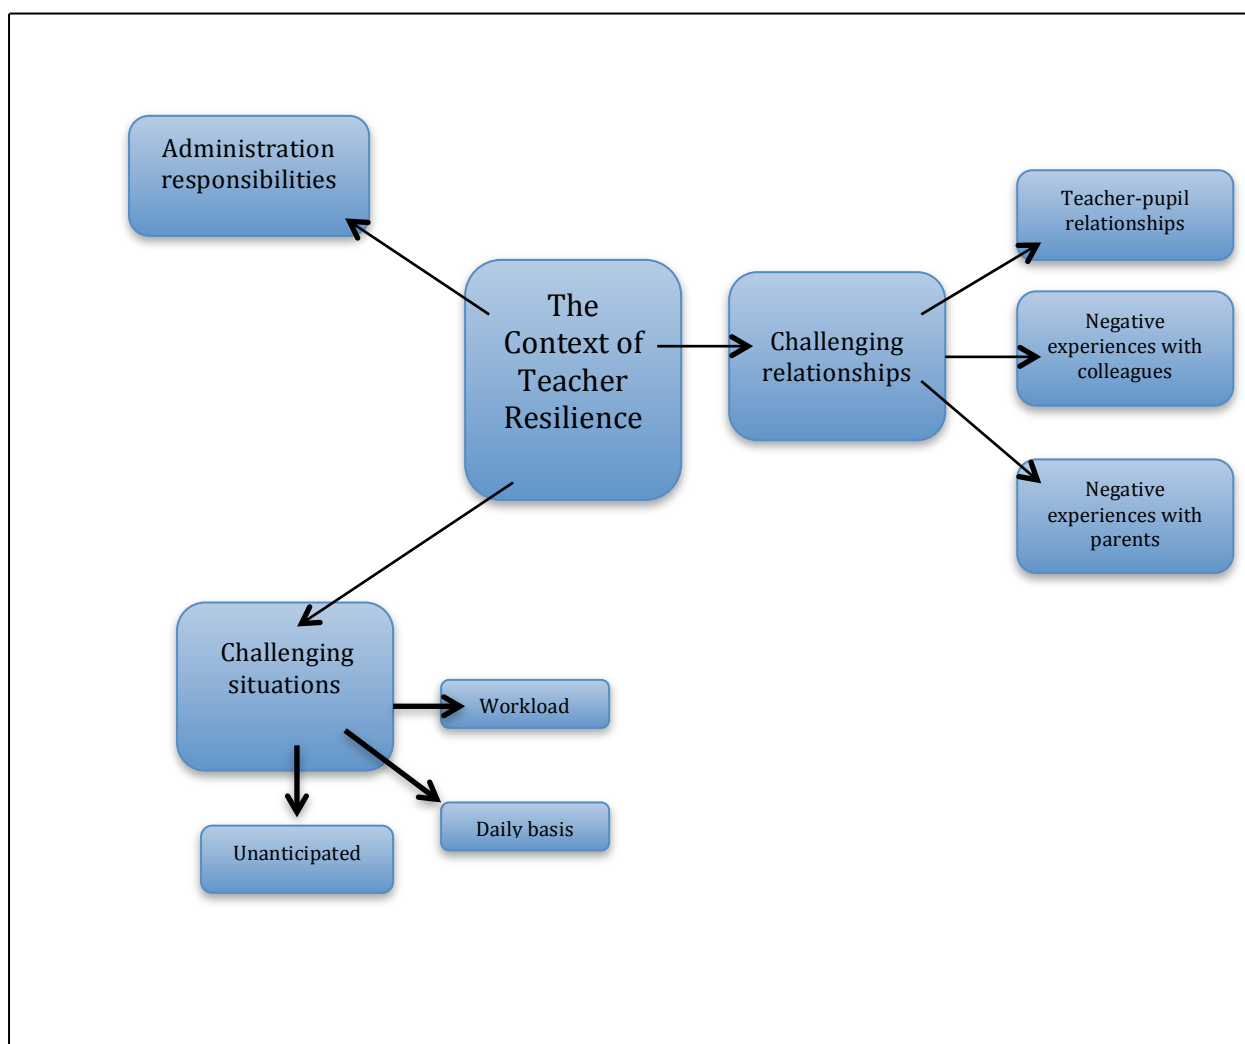 Administration
responsibilities
The
Context of
Teacher
Resilience
Challenging
relationships
Teacher-pupil
relationships
Negative
experiences with
colleagues
Negative
experiences with
parents
Challenging
situations
Workload
Daily basis
Unanticipated